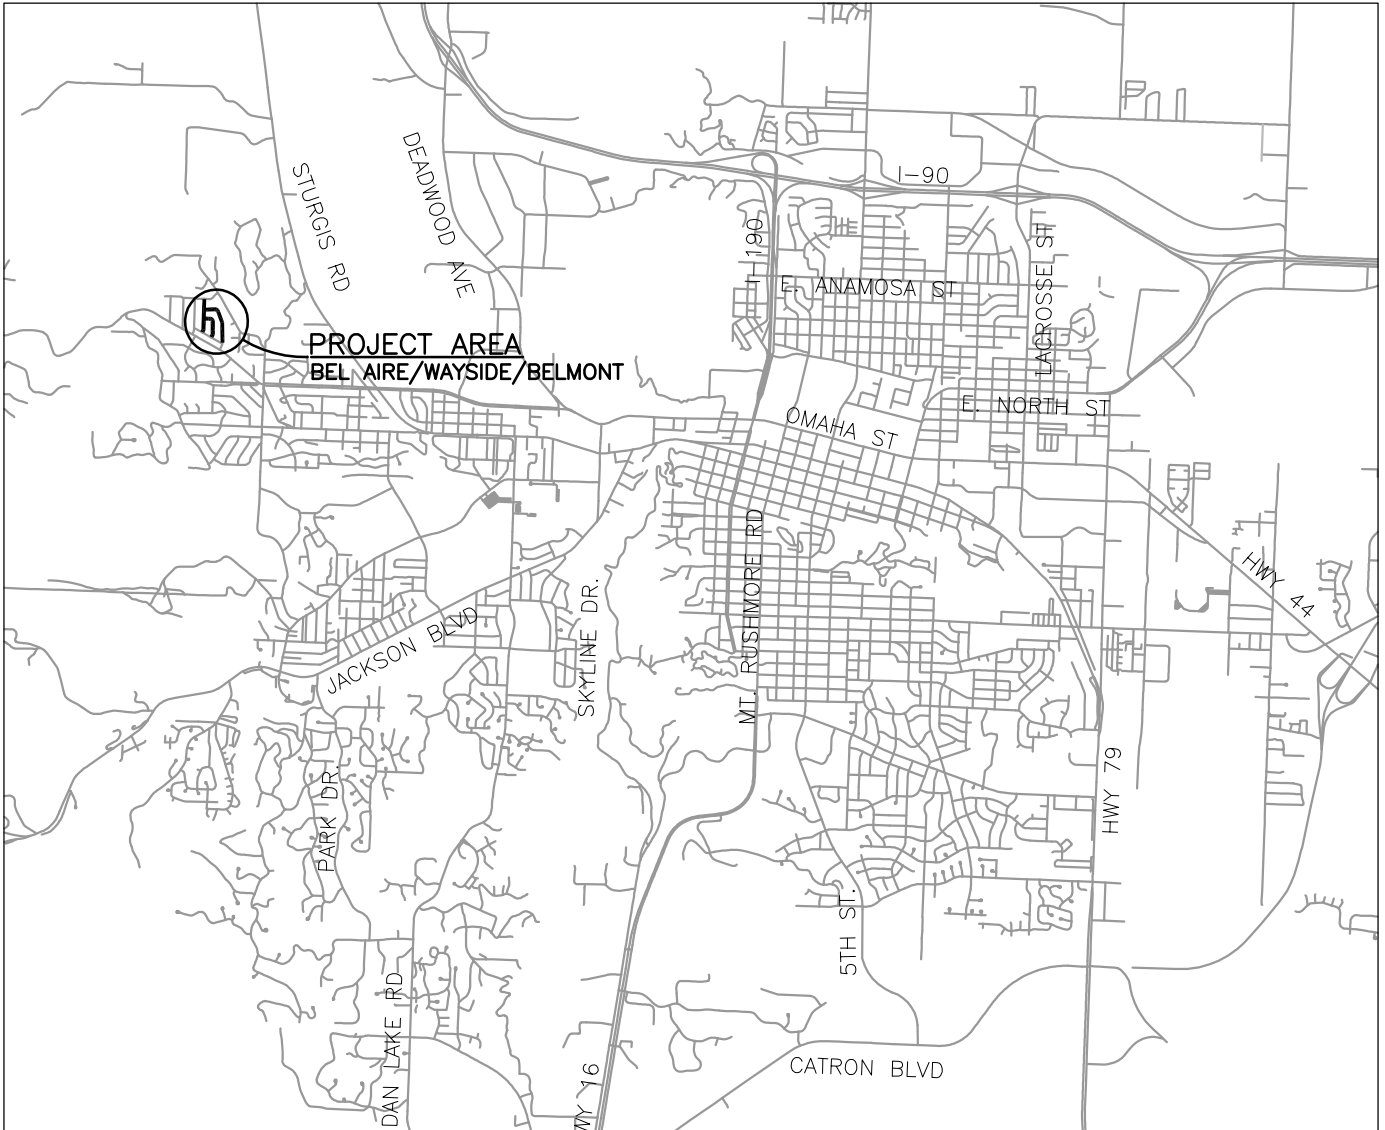 I-90
DEADWOOD AVE
STURGIS RD
I-190
LACROSSE ST
E. ANAMOSA ST
PROJECT AREA
BEL AIRE/WAYSIDE/BELMONT
E. NORTH ST
OMAHA ST
MT. RUSHMORE RD
HWY 44
SKYLINE DR.
JACKSON BLVD
PARK DR.
HWY 79
5TH ST.
DAN LAKE RD
WY 16
CATRON BLVD